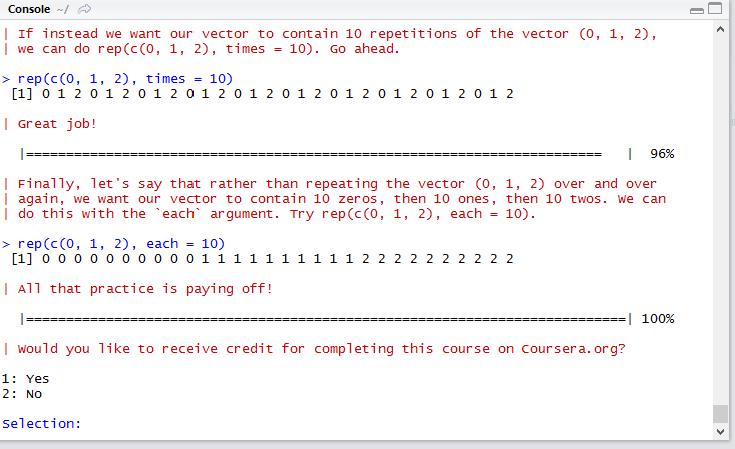 Console ~/
| If instead we want our vector to contain 10 repetitions of the vector (0, 1, 2),
| we can do rep(c(0, 1, 2), times = 10). Go ahead.
> rep(c(0, 1, 2), times = 10)
[1] 0 1 2 0 1 2 0 1 2 0 1 2 0 1 2 0 1 2 0 1 2 0 1 2 0 1 2 0 1 2
| Great job!
|========================================================================   |  96%
| Finally, let's say that rather than repeating the vector (0, 1, 2) over and over
| again, we want our vector to contain 10 zeros, then 10 ones, then 10 twos. We can
| do this with the `each` argument. Try rep(c(0, 1, 2), each = 10).
> rep(c(0, 1, 2), each = 10)
[1] 0 0 0 0 0 0 0 0 0 0 1 1 1 1 1 1 1 1 1 1 2 2 2 2 2 2 2 2 2 2
| All that practice is paying off!
|===========================================================================| 100%
| Would you like to receive credit for completing this course on Coursera.org?
1: Yes
2: No
Selection: